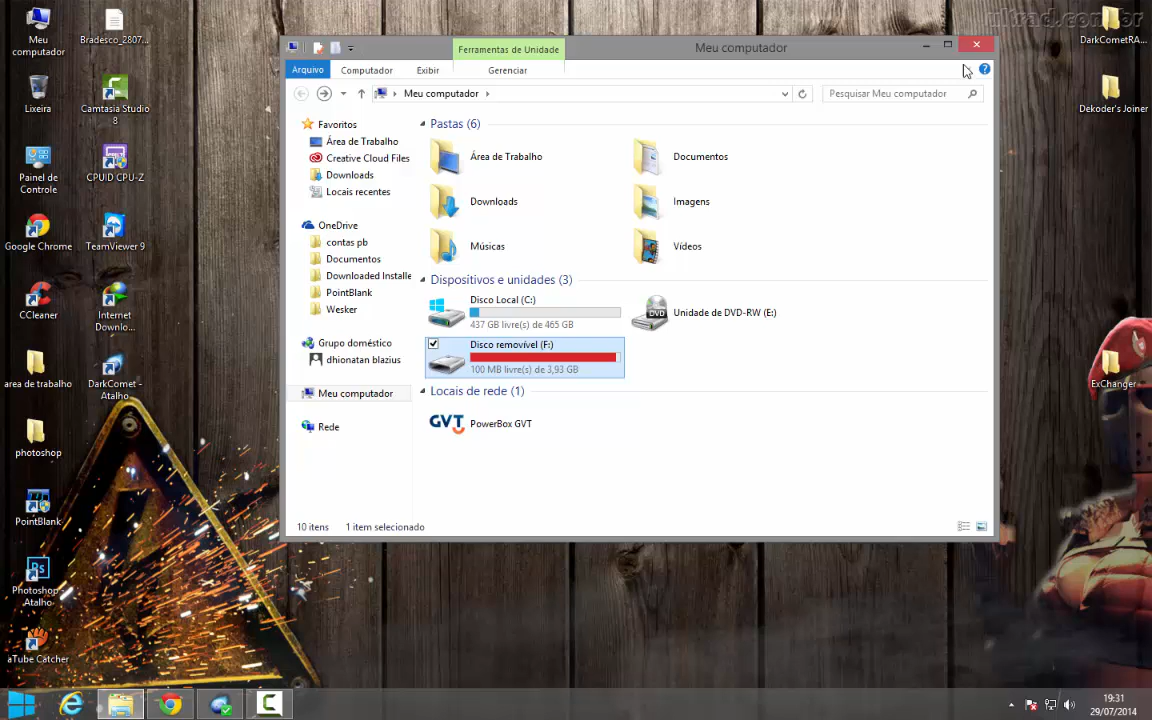 Meu
computador
Bradesco_2807...
Lixeira
Camtasia Studio
8
Painel de
Controle
CPUID CPU-Z
Google Chrome
TeamViewer 9
CCleaner
Internet
Downlo...
area de trabalho
DarkComet -
Atalho
photoshop
PointBlank
Ps
Photoshop -
Atalho
aTube Catcher
Ferramentas de Unidade
Meu computador
Arquivo
Computador
Exibir
Gerenciar
Meu computador
Pesquisar Meu computador
Favoritos
Área de Trabalho
Creative Cloud Files
Downloads
Locais recentes
OneDrive
contas pb
Documentos
Downloaded Installe
PointBlank
Wesker
Grupo doméstico
dhionatan blazius
Meu computador
Rede
Pastas (6)
Área de Trabalho
Documentos
Downloads
Imagens
Músicas
Vídeos
Dispositivos e unidades (3)
Disco Local (C:)
437 GB livre(s) de 465 GB
DVD
Unidade de DVD-RW (E:)
Disco removível (F:)
100 MB livre(s) de 3,93 GB
Locais de rede (1)
GVT
PowerBox GVT
10 itens
1 item selecionado
DarkCometRA...
Dekoder's Joiner
ExChanger
19:31
29/07/2014